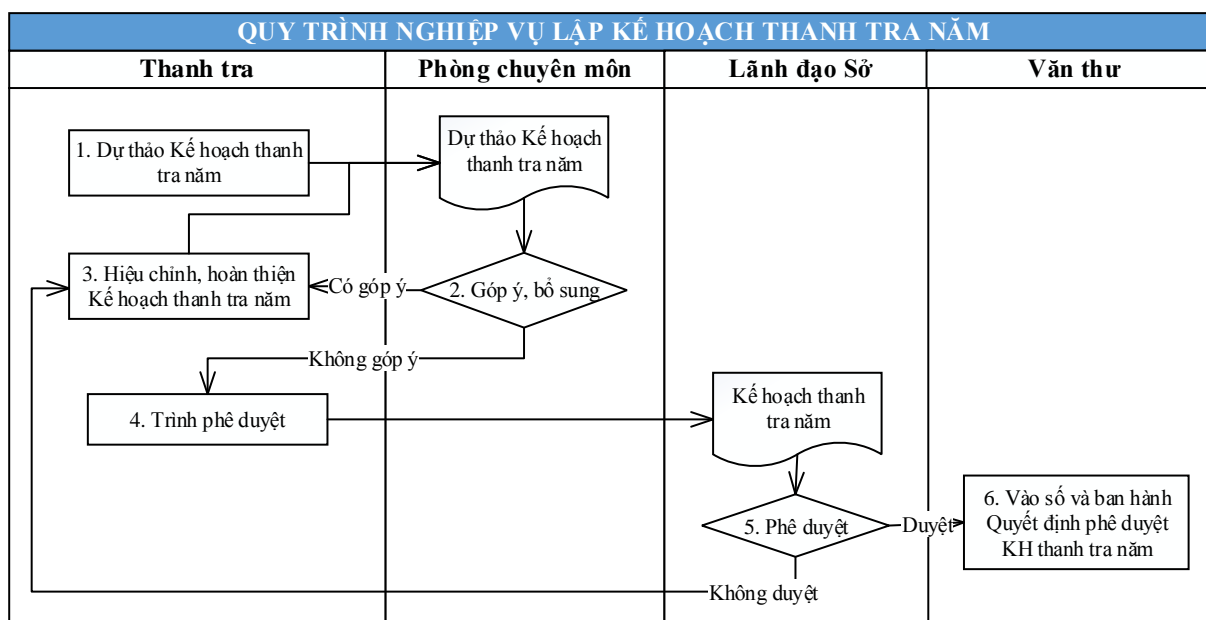 QUY TRÌNH NGHIỆP VỤ LẬP KẾ HOẠCH THANH TRA NĂM
Thanh tra
Phòng chuyên môn
Lãnh đạo Sở
Văn thư
1. Dự thảo Kế hoạch thanh
tra năm
Dự thảo Kế hoạch
thanh tra năm
3. Hiệu chỉnh, hoàn thiện
Kế hoạch thanh tra năm
Có góp ý
2. Góp ý, bổ sung
Không góp ý
4. Trình phê duyệt
Kế hoạch thanh
tra năm
5. Phê duyệt
Duyệt
6. Vào số và ban hành
Quyết định phê duyệt
KH thanh tra năm
Không duyệt